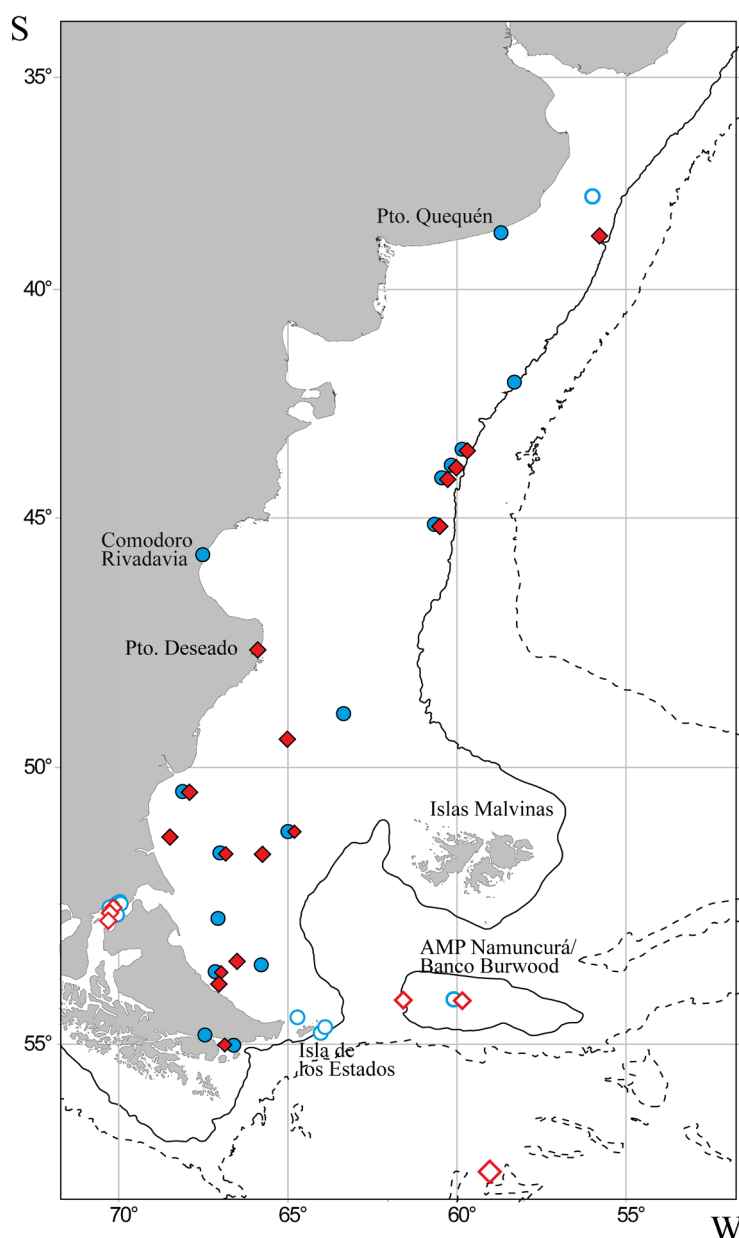 S
35°
Pto. Quequén
40°
45°
Comodoro
Rivadavia
Pto. Deseado
50°
Islas Malvinas
AMP Namuncurá/
Banco Burwood
55°
Isla de
los Estados
70°
65°
60°
55°
W